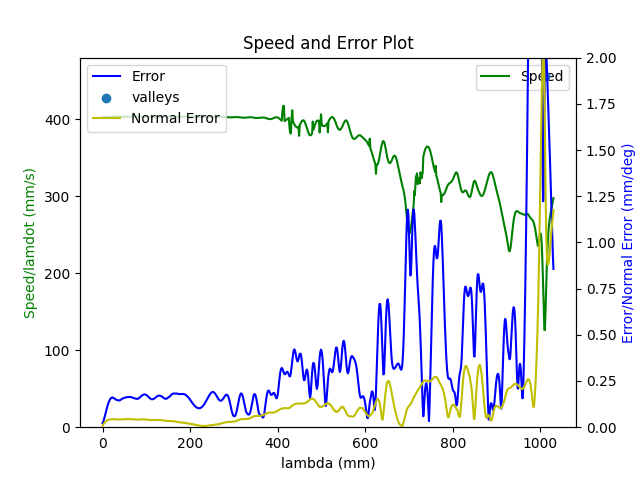 Speed and Error Plot
Error
valleys
Normal Error
Speed
Speed/lamdot (mm/s)
400
300
200
100
0
2.00
1.75
1.50
1.25
1.00
0.75
0.50
0.25
0.00
Error/Normal Error (mm/deg)
0 200 400 600 800 1000
lambda (mm)